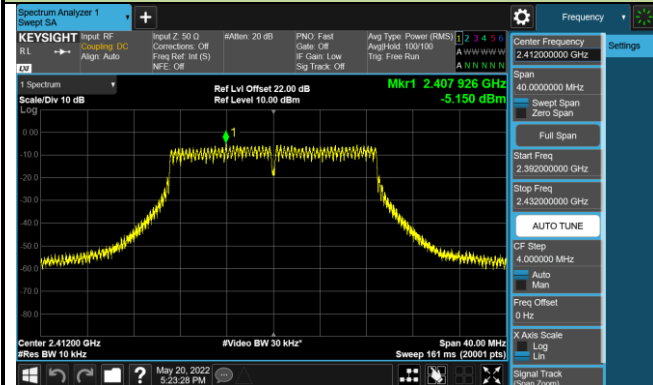 Spectrum Analyzer 1
Swept SA
+
Frequency
KEYSIGHT
Input: RF
Input Z: 50 Ω
#Atten: 20 dB
PNO: Fast
Avg Type: Power (RMS)
1 2 3 4 5 6
RL
Coupling: DC
Corrections: Off
Gate: Off
Avg|Hold: 100/100
A W W W W W
Align: Auto
Freq Ref: Int (S)
IF Gain: Low
Trig: Free Run
NFE: Off
Sig Track: Off
A N N N N N
LXI
1 Spectrum
Ref Lvl Offset 22.00 dB
Mkr1 2.407 926 GHz
Scale/Div 10 dB
Ref Level 10.00 dBm
-5.150 dBm
Log
1
0.00
-10.0
-20.0
-30.0
-40.0
-50.0
-60.0
-70.0
-80.0
Center 2.41200 GHz
#Video BW 30 kHz*
Span 40.00 MHz
#Res BW 10 kHz
Sweep 161 ms (20001 pts)
?
May 20, 2022
5:23:28 PM
Center Frequency
2.412000000 GHz
Settings
Span
40.0000000 MHz
Swept Span
Zero Span
Full Span
Start Freq
2.392000000 GHz
Stop Freq
2.432000000 GHz
AUTO TUNE
CF Step
4.000000 MHz
Auto
Man
Freq Offset
0 Hz
X Axis Scale
Log
Lin
Signal Track
(Span Zoom)